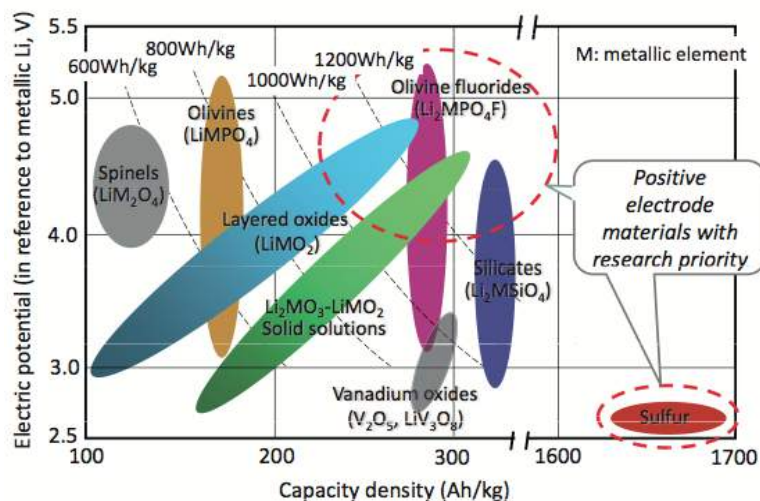 Electric potential (in reference to metallic Li, V)
5.5
5.0
4.0
3.0
2.5
600Wh/kg
800Wh/kg
1000Wh/kg
1200Wh/kg
M: metallic element
Olivines
(LiMPO₄)
Olivine fluorides
(Li₂MPO₄F)
Spinels
(LiM₂O₄)
Layered oxides
(LiMO₂)
Li₂MO₃-LiMO₂
Solid solutions
Silicates
(Li₂MSiO₄)
Vanadium oxides
(V₂O₅, LiV₃O₈)
Positive
electrode
materials with
research priority
Sulfur
100
200
300
1600
1700
Capacity density (Ah/kg)